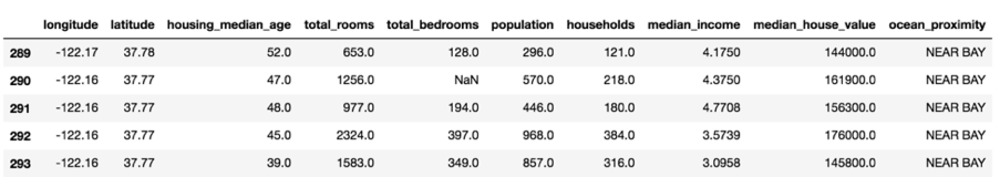 longitude latitude housing_median_age total_rooms total_bedrooms population households median_income median_house_value ocean_proximity
289 -122.17 37.78 52.0 653.0 128.0 296.0 121.0 4.1750 144000.0 NEAR BAY
290 -122.16 37.77 47.0 1256.0 NaN 570.0 218.0 4.3750 161900.0 NEAR BAY
291 -122.16 37.77 48.0 977.0 194.0 446.0 180.0 4.7708 156300.0 NEAR BAY
292 -122.16 37.77 45.0 2324.0 397.0 968.0 384.0 3.5739 176000.0 NEAR BAY
293 -122.16 37.77 39.0 1583.0 349.0 857.0 316.0 3.0958 145800.0 NEAR BAY